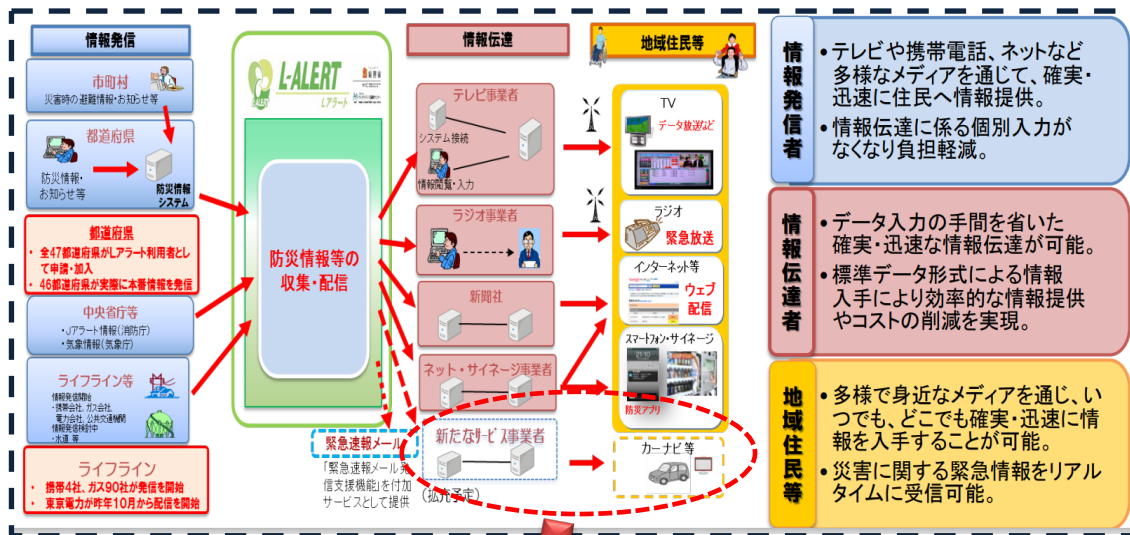 情報発信
市町村
災害時の避難情報・お知らせ等
都道府県
防災情報・
お知らせ等
防災情報
システム
都道府県
・ 全47都道府県がLアラート利用者とし
て申請・加入
・ 46都道府県が実際に本番情報を発信
中央省庁等
・Jアラート情報(消防庁)
・気象情報(気象庁)
ライフライン等
情報発信開始
・携帯会社、ガス会社、
電力会社、公共交通機関
情報発信検討中
・水道 等
ライフライン
・ 携帯4社、ガス90社が発信を開始
・ 東京電力が昨年10月から配信を開始
L-ALERT
L-ALERT
Lアラート
防災情報等の
収集・配信
緊急速報メール
「緊急速報メール発
信支援機能」を付加
サービスとして提供
情報伝達
テレビ事業者
システム接続
情報閲覧・入力
ラジオ事業者
新聞社
ネット・サイネージ事業者
新たなサービス事業者
(拡充予定)
地域住民等
TV
データ放送など
ラジオ
緊急放送
インターネット等
ウェブ
配信
スマートフォン・サイネージ
21:10
防災アプリ
カーナビ等
情報発信者
• テレビや携帯電話、ネットなど
多様なメディアを通じて、確実・
迅速に住民へ情報提供。
• 情報伝達に係る個別入力が
なくなり負担軽減。
情報伝達者
• データ入力の手間を省いた
確実・迅速な情報伝達が可能。
• 標準データ形式による情報
入手により効率的な情報提供
やコストの削減を実現。
地域住民等
• 多様で身近なメディアを通じ、い
つでも、どこでも確実・迅速に情
報を入手することが可能。
• 災害に関する緊急情報をリアル
タイムに受信可能。